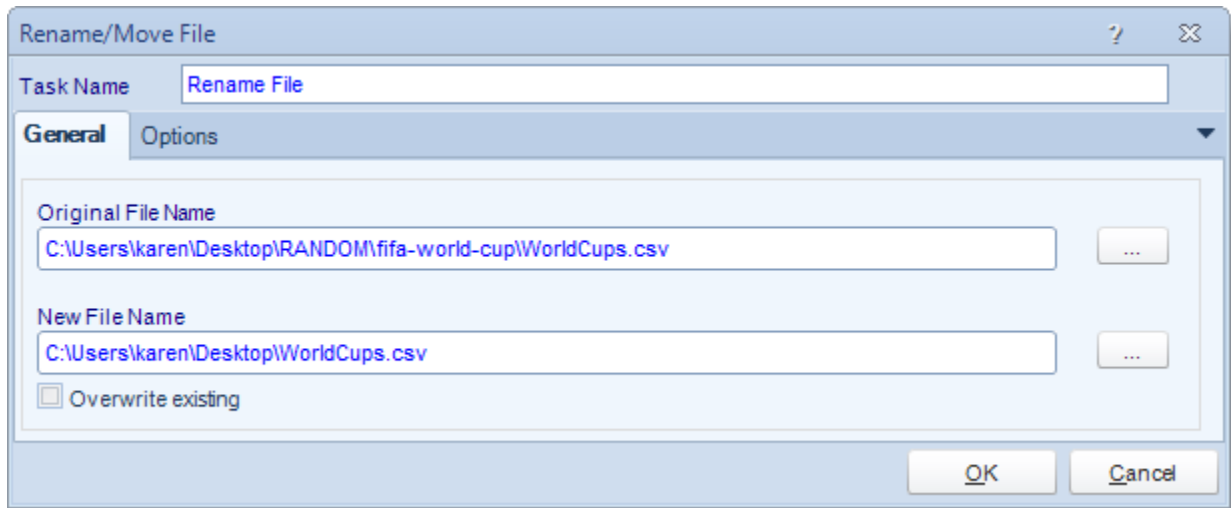 Rename/Move File
?
Task Name
Rename File
General Options
Original File Name
C:\Users\karen\Desktop\RANDOM\fifa-world-cup\WorldCups.csv
...
New File Name
C:\Users\karen\Desktop\WorldCups.csv
...
Overwrite existing
OK Cancel